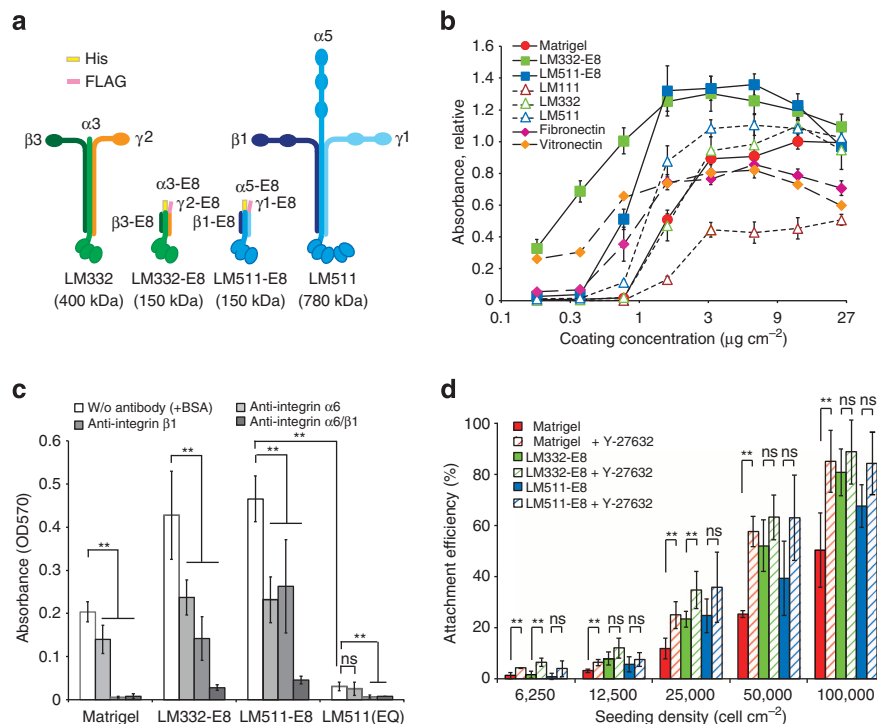 a
His
FLAG
α5
α3
β3
γ2
β1
γ1
α3-E8
γ2-E8
β3-E8
α5-E8
γ1-E8
β1-E8
LM332
(400 kDa)
LM332-E8
(150 kDa)
LM511-E8
(150 kDa)
LM511
(780 kDa)
b
Absorbance, relative
1.6
1.4
1.2
1.0
0.8
0.6
0.4
0.2
0
Matrigel
LM332-E8
LM511-E8
LM111
LM332
LM511
Fibronectin
Vitronectin
0.1 0.3 1 3 9 27
Coating concentration (μg cm⁻²)
c
W/o antibody (+BSA)
Anti-integrin β1
Anti-integrin α6
Anti-integrin α6/β1
Absorbance (OD570)
0.6
0.5
0.4
0.3
0.2
0.1
0.0
**
**
**
**
**
ns
Matrigel LM332-E8 LM511-E8 LM511(EQ)
d
Attachment efficiency (%)
100
80
60
40
20
0
Matrigel
Matrigel + Y-27632
LM332-E8
LM332-E8 + Y-27632
LM511-E8
LM511-E8 + Y-27632
** ** ns
** ns ns
** ** ns
** ns ns
** ns ns
6,250 12,500 25,000 50,000 100,000
Seeding density (cell cm⁻²)